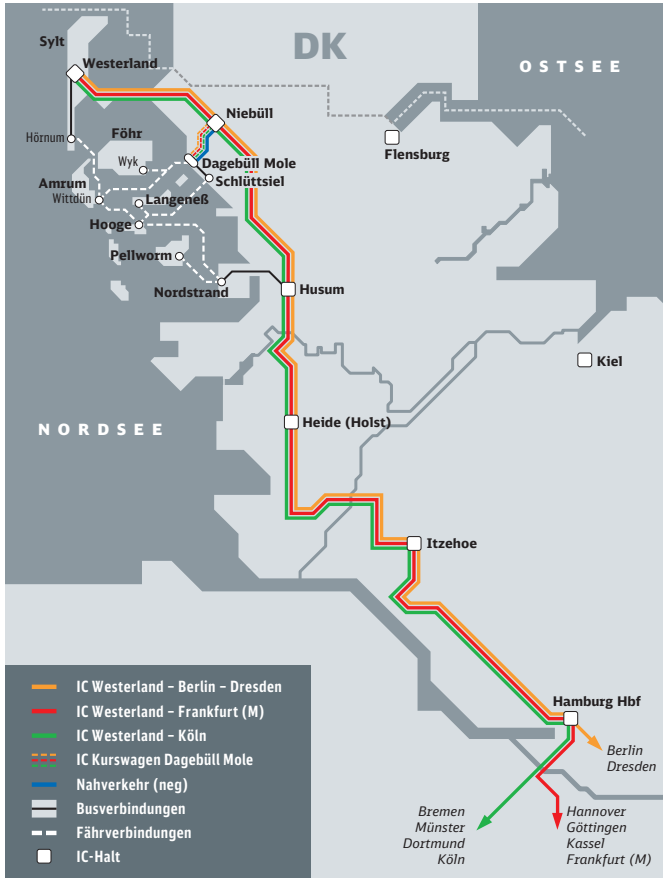 DK
OSTSEE
Sylt
Westerland
Niebüll
Hörnum
Föhr
Flensburg
Wyk
Dagebüll Mole
Schlüttsiel
Amrum
Wittdün
Langeneß
Hooge
Pellworm
Nordstrand
Husum
Kiel
NORDSEE
Heide (Holst)
Itzehoe
IC Westerland – Berlin – Dresden
IC Westerland – Frankfurt (M)
IC Westerland – Köln
IC Kurswagen Dagebüll Mole
Nahverkehr (neg)
Busverbindungen
Fährverbindungen
IC-Halt
Hamburg Hbf
Berlin
Dresden
Bremen
Münster
Dortmund
Köln
Hannover
Göttingen
Kassel
Frankfurt (M)